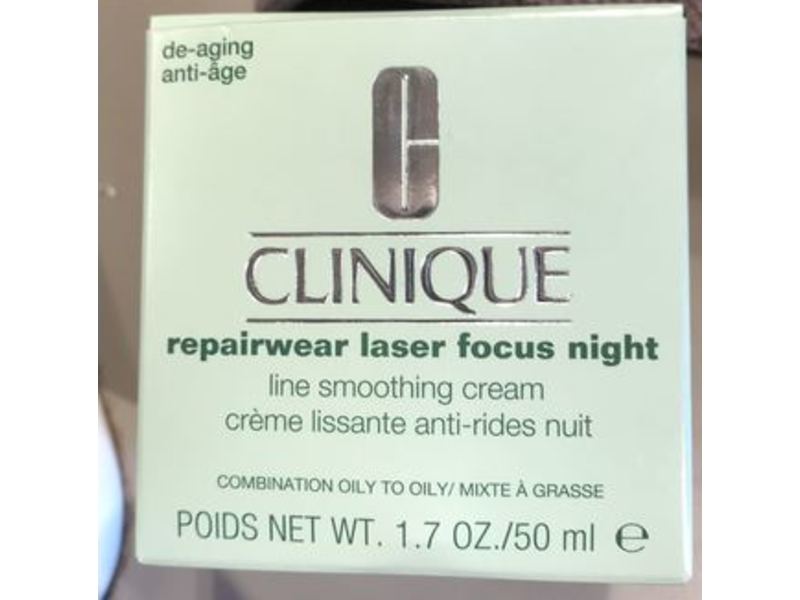 de-aging
anti-âge
CLINIQUE
repairwear laser focus night
line smoothing cream
crème lissante anti-rides nuit
COMBINATION OILY TO OILY/ MIXTE À GRASSE
POIDS NET WT. 1.7 OZ./50 ml ℮